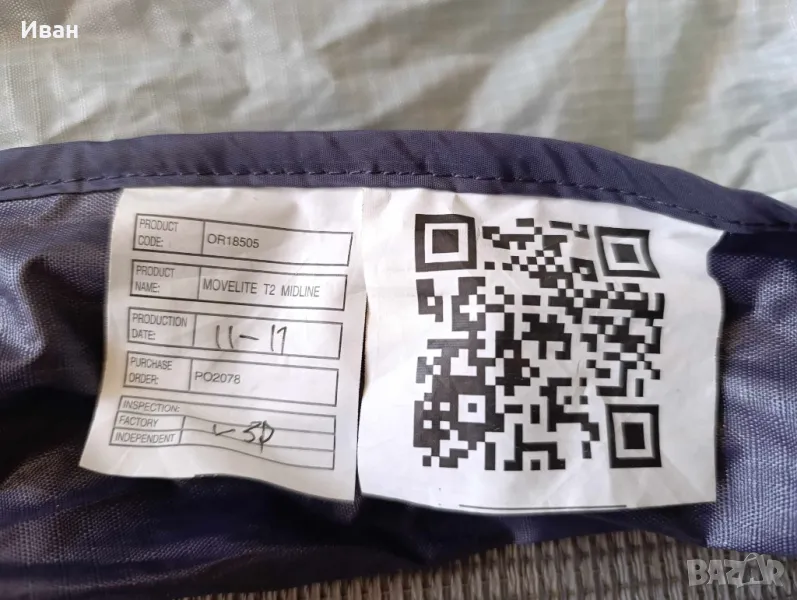 Иван
PRODUCT CODE: OR18505
PRODUCT NAME: MOVELITE T2 MIDLINE
PRODUCTION DATE: 11-17
PURCHASE ORDER: PO2078
INSPECTION:
FACTORY
INDEPENDENT
BAZAR